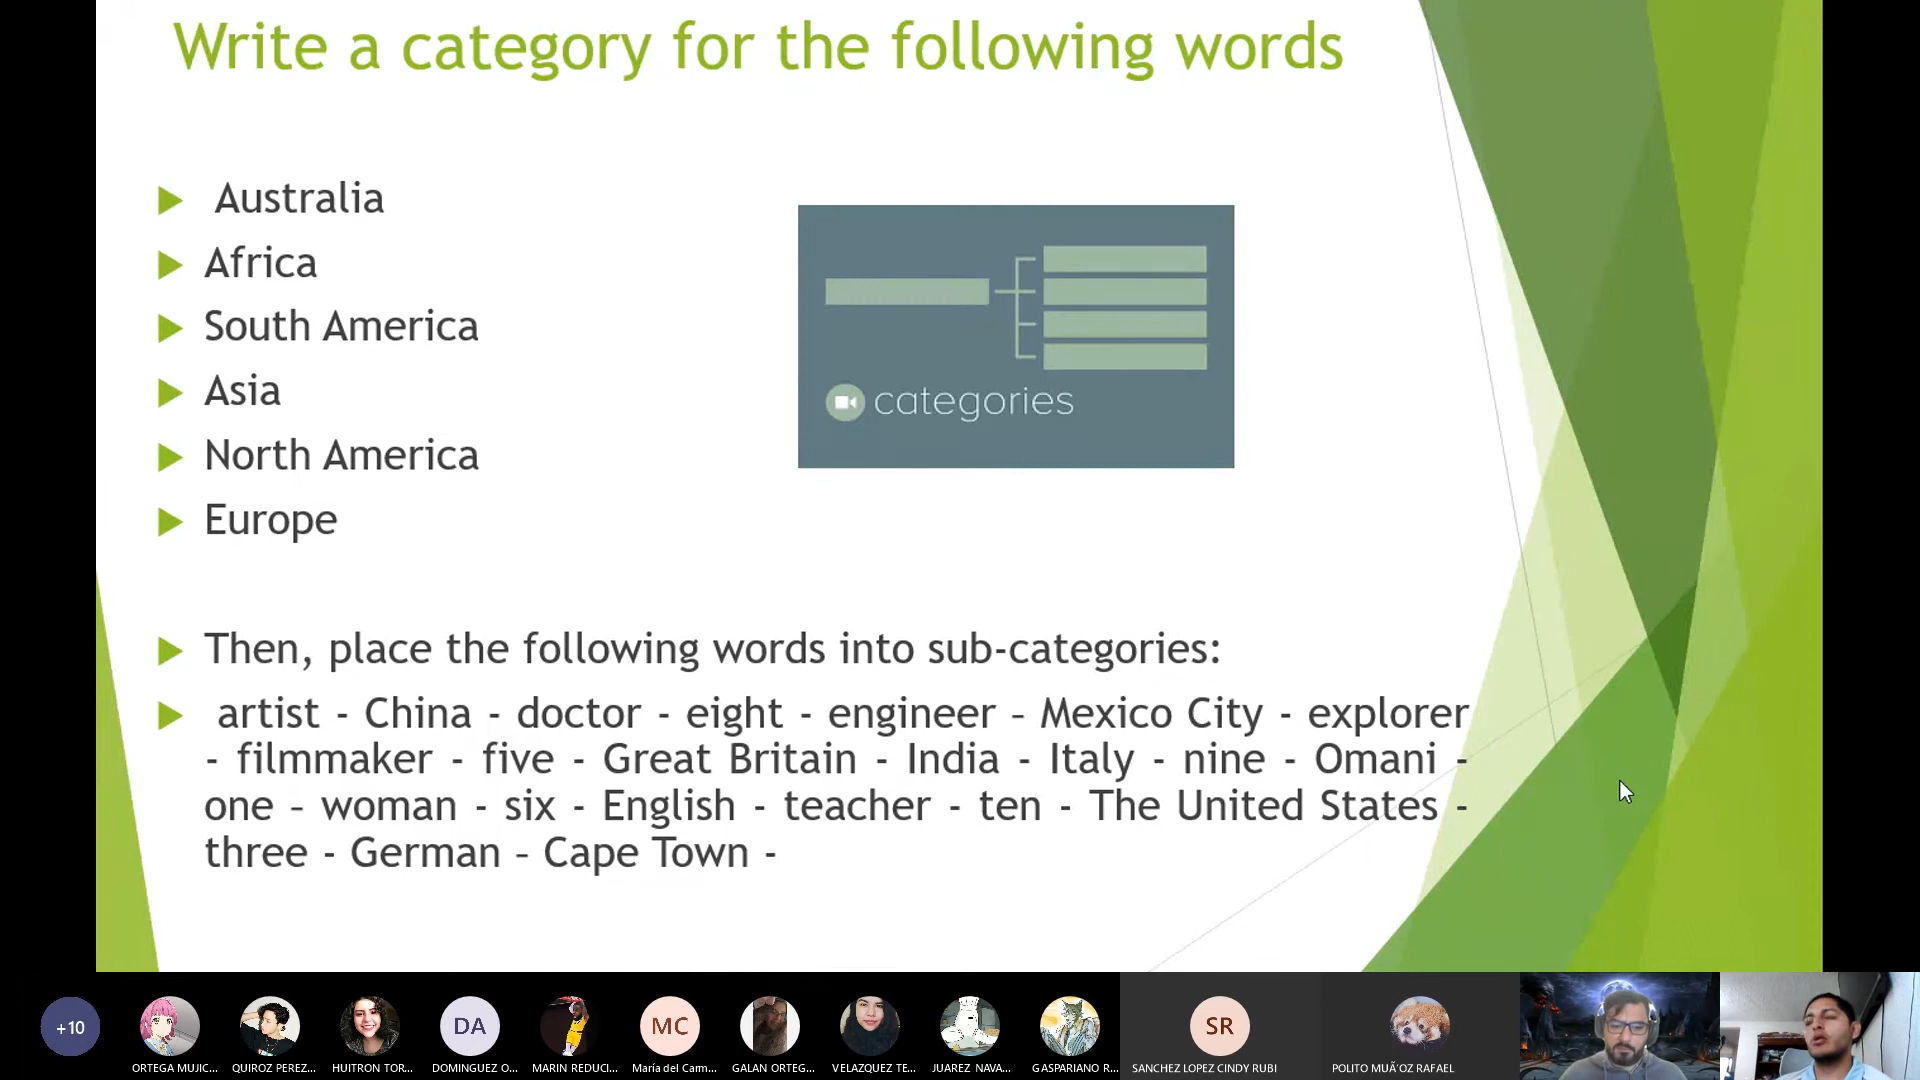 Write a category for the following words
Australia
Africa
South America
Asia
North America
Europe
categories
Then, place the following words into sub-categories:
artist - China - doctor - eight - engineer – Mexico City - explorer
- filmmaker - five - Great Britain - India - Italy - nine - Omani -
one – woman - six - English - teacher - ten - The United States -
three - German – Cape Town -
+10
DA
MC
SR
ORTEGA MUJIC...
QUIROZ PEREZ...
HUITRON TOR...
DOMINGUEZ O...
MARIN REDUCI...
María del Carm...
GALAN ORTEG...
VELAZQUEZ TE...
JUAREZ NAVA...
GASPARIANO R...
SANCHEZ LOPEZ CINDY RUBI
POLITO MUÃ'OZ RAFAEL